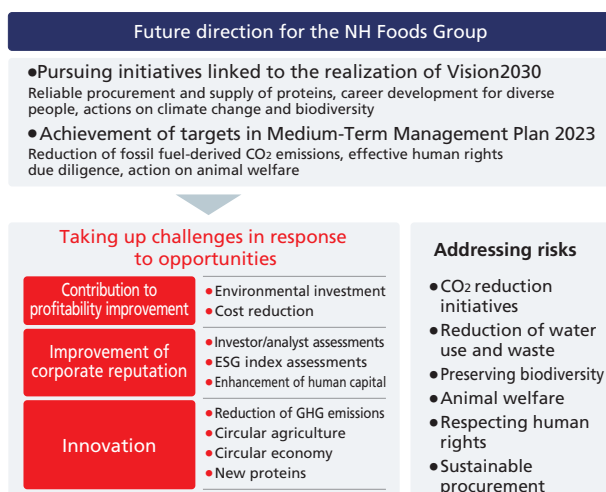 Future direction for the NH Foods Group
●Pursuing initiatives linked to the realization of Vision2030
Reliable procurement and supply of proteins, career development for diverse
people, actions on climate change and biodiversity
●Achievement of targets in Medium-Term Management Plan 2023
Reduction of fossil fuel-derived CO2 emissions, effective human rights
due diligence, action on animal welfare
Taking up challenges in response
to opportunities
Contribution to
profitability improvement
●Environmental investment
●Cost reduction
Improvement of
corporate reputation
●Investor/analyst assessments
●ESG index assessments
●Enhancement of human capital
Innovation
●Reduction of GHG emissions
●Circular agriculture
●Circular economy
●New proteins
Addressing risks
●CO2 reduction
initiatives
●Reduction of water
use and waste
●Preserving biodiversity
●Animal welfare
●Respecting human
rights
●Sustainable
procurement